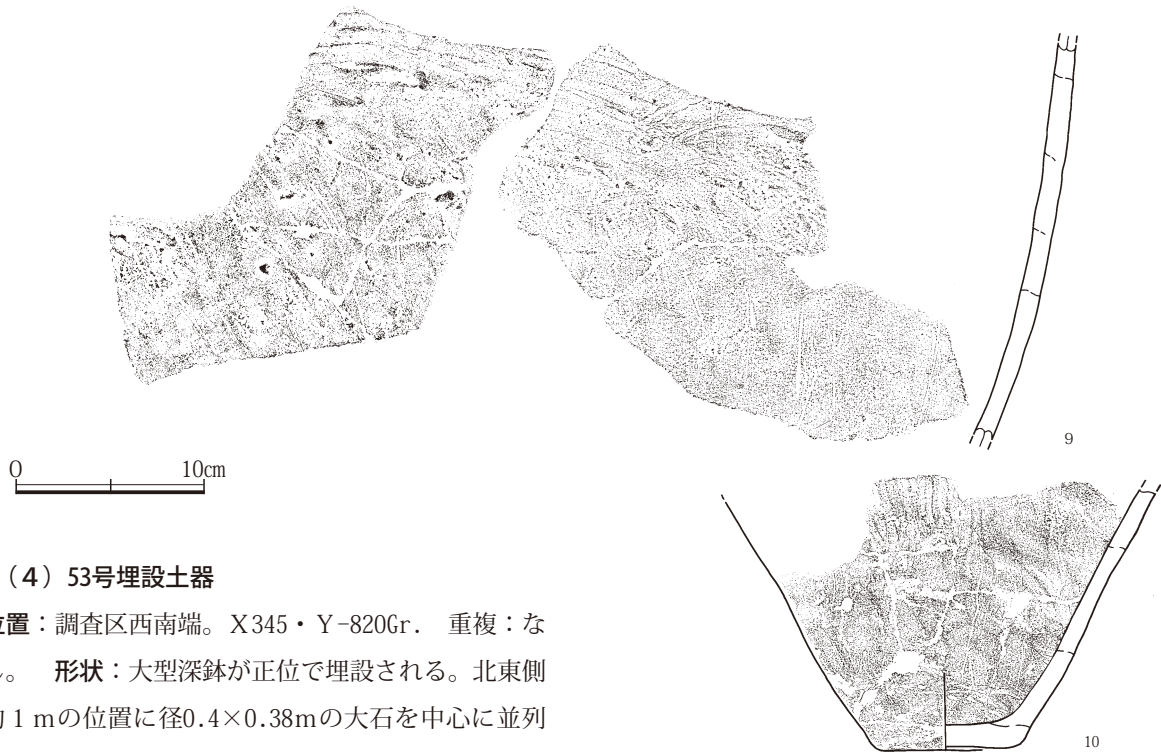 9
0 10cm
10
（４）53号埋設土器
置：調査区西南端。Ｘ345・Ｙ-820Gr． 重複：な
。 形状：大型深鉢が正位で埋設される。北東側
１ｍの位置に径0.4×0.38mの大石を中心に並列